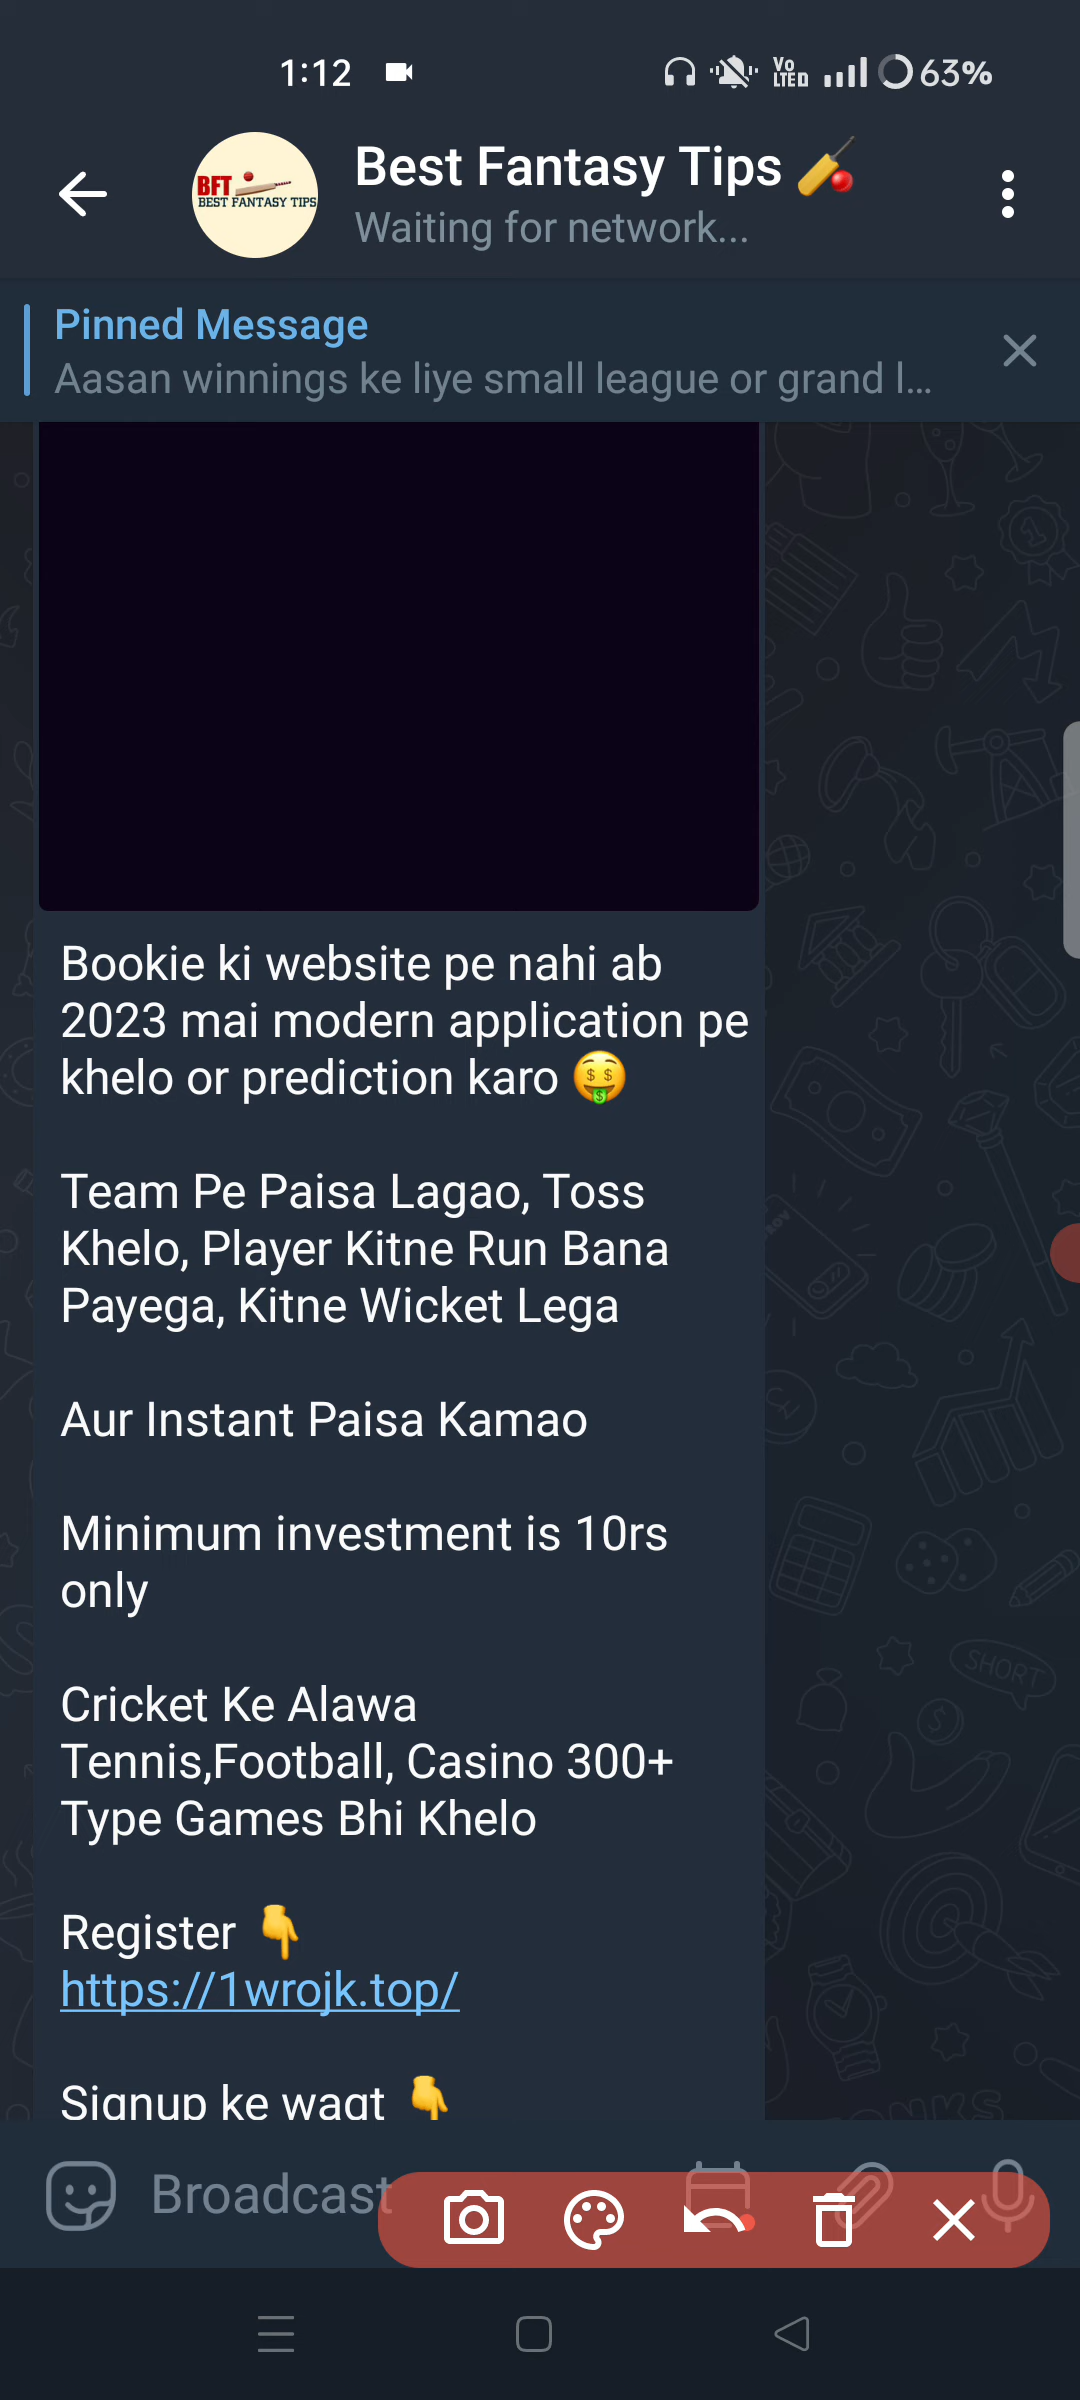 1:12
Vo
LTED
63%
BFT
BEST FANTASY TIPS
Best Fantasy Tips 🏏
Waiting for network...
Pinned Message
Aasan winnings ke liye small league or grand l...
Bookie ki website pe nahi ab
2023 mai modern application pe
khelo or prediction karo 🤑
Team Pe Paisa Lagao, Toss
Khelo, Player Kitne Run Bana
Payega, Kitne Wicket Lega
Aur Instant Paisa Kamao
Minimum investment is 10rs
only
Cricket Ke Alawa
Tennis,Football, Casino 300+
Type Games Bhi Khelo
Register 👇
https://1wrojk.top/
Signup ke waqt 👇
SHORT
Broadcast